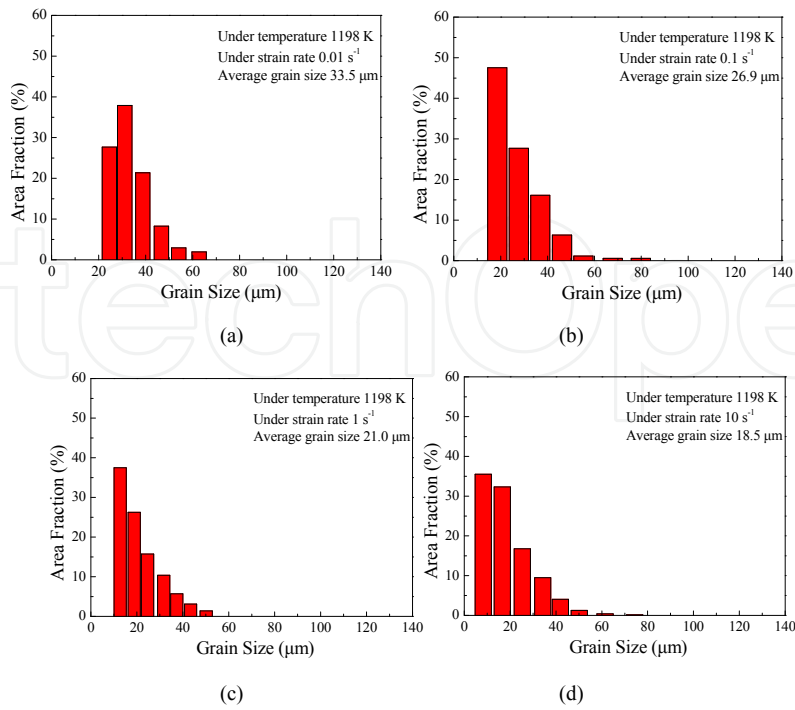 60
50
40
30
20
10
0
Area Fraction (%)
Under temperature 1198 K
Under strain rate 0.01 s⁻¹
Average grain size 33.5 μm
0 20 40 60 80 100 120 140
Grain Size (μm)
(a)
60
50
40
30
20
10
0
Area Fraction (%)
Under temperature 1198 K
Under strain rate 0.1 s⁻¹
Average grain size 26.9 μm
0 20 40 60 80 100 120 140
Grain Size (μm)
(b)
60
50
40
30
20
10
0
Area Fraction (%)
Under temperature 1198 K
Under strain rate 1 s⁻¹
Average grain size 21.0 μm
0 20 40 60 80 100 120 140
Grain Size (μm)
(c)
60
50
40
30
20
10
0
Area Fraction (%)
Under temperature 1198 K
Under strain rate 10 s⁻¹
Average grain size 18.5 μm
0 20 40 60 80 100 120 140
Grain Size (μm)
(d)
techOpe